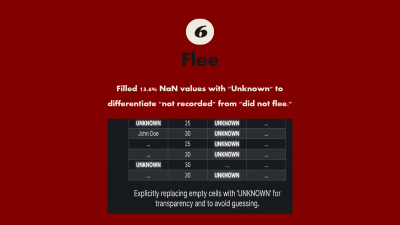 6
Flee
Filled 13.6% NaN values with "Unknown" to
differentiate "not recorded" from "did not flee."
UNKNOWN 25 UNKNOWN ...
John Doe 30 UNKNOWN ...
... 25 UNKNOWN ...
... 30 UNKNOWN ...
UNKNOWN 30 ... ...
... 30 UNKNOWN ...
Explicitly replacing empty cells with 'UNKNOWN' for
transparency and to avoid guessing.